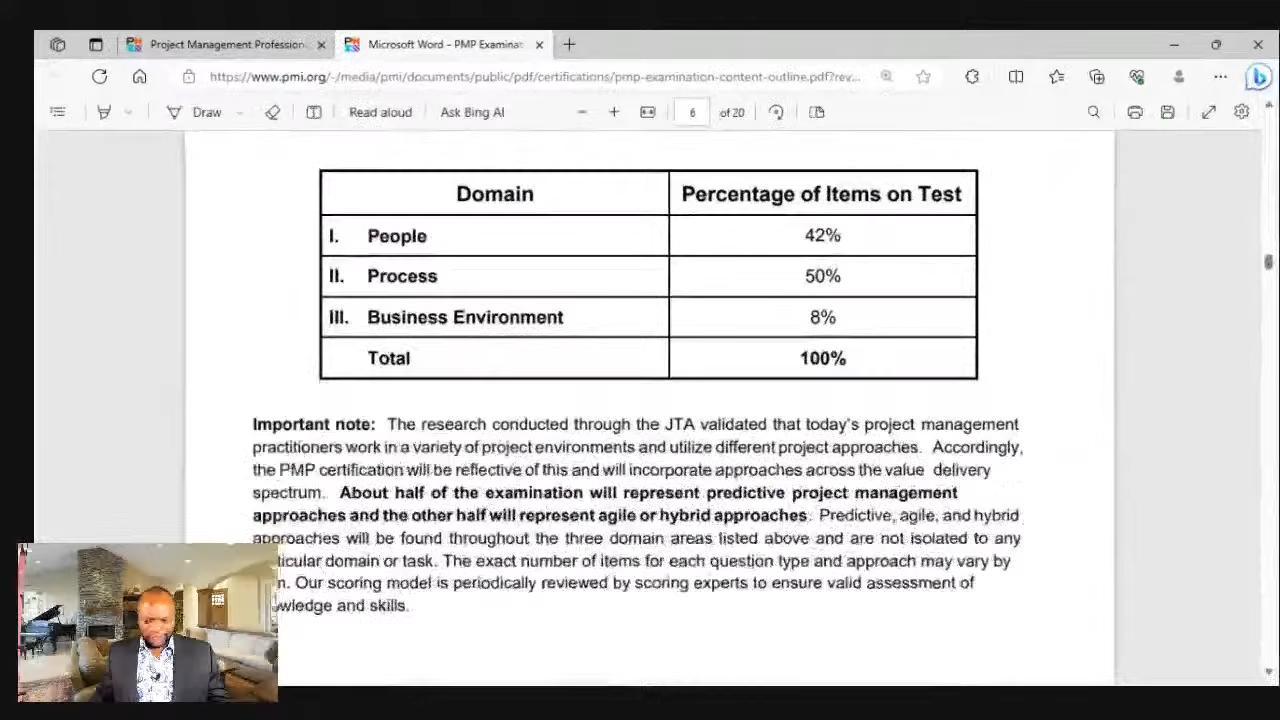 Project Management Profession
Microsoft Word - PMP Examinat
https://www.pmi.org/-/media/pmi/documents/public/pdf/certifications/pmp-examination-content-outline.pdf?rev...
Draw
Read aloud
Ask Bing AI
6
of 20
Domain Percentage of Items on Test
I. People 42%
II. Process 50%
III. Business Environment 8%
Total 100%
Important note: The research conducted through the JTA validated that today's project management
practitioners work in a variety of project environments and utilize different project approaches. Accordingly,
the PMP certification will be reflective of this and will incorporate approaches across the value delivery
spectrum. About half of the examination will represent predictive project management
approaches and the other half will represent agile or hybrid approaches. Predictive, agile, and hybrid
approaches will be found throughout the three domain areas listed above and are not isolated to any
icular domain or task. The exact number of items for each question type and approach may vary by
n. Our scoring model is periodically reviewed by scoring experts to ensure valid assessment of
wledge and skills.